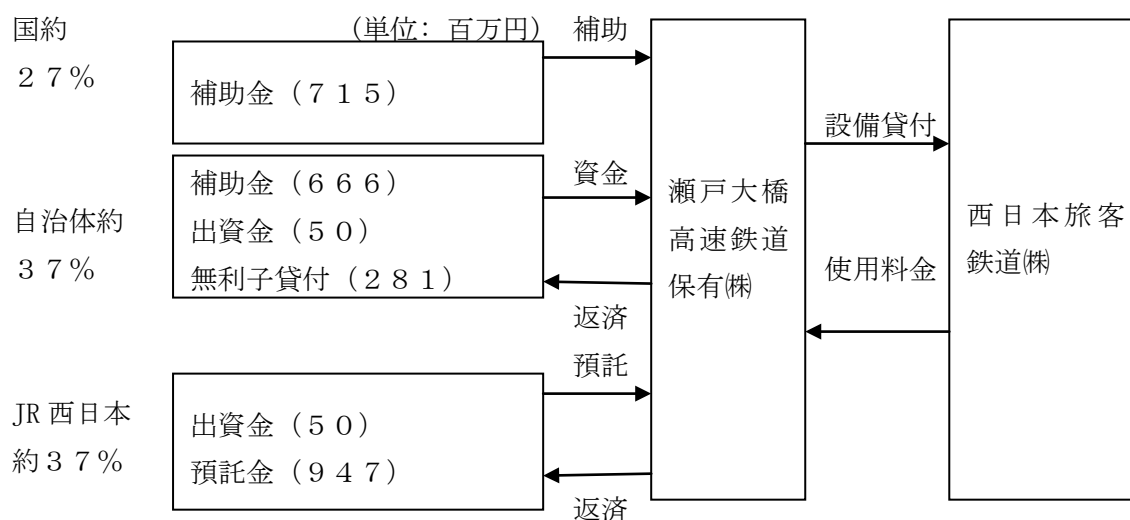 国約
２７%
(単位: 百万円)
補助
補助金（７１５）
自治体約
３７%
補助金（６６６）
出資金（５０）
無利子貸付（２８１）
資金
返済
JR西日本
約３７%
出資金（５０）
預託金（９４７）
預託
返済
瀬戸大橋
高速鉄道
保有㈱
設備貸付
使用料金
西日本旅客
鉄道㈱